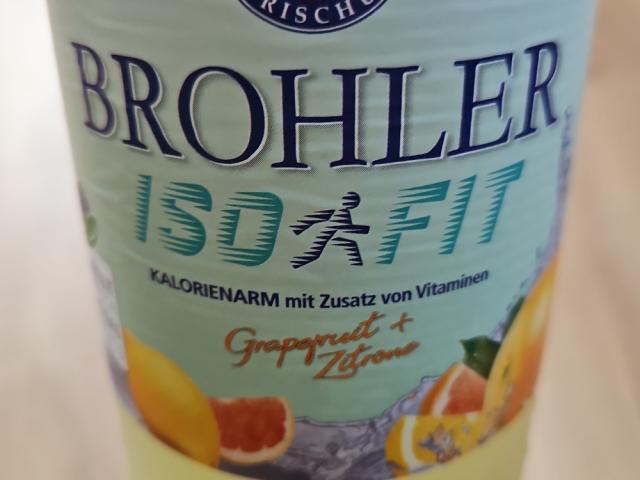 BROHLER
ISO FIT
KALORIENARM mit Zusatz von Vitaminen
Grapefruit +
Zitrone